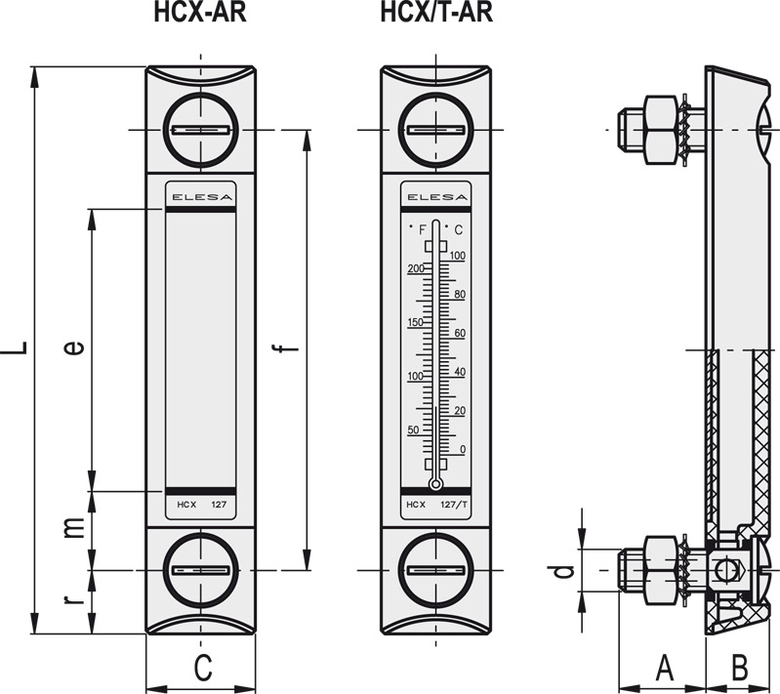 HCX-AR HCX/T-AR
ELESA ELESA
° F ° C
100
200
80
150
60
100
40
20
50
0
HCX 127 HCX 127/T
L e f
m
r
d
C A B